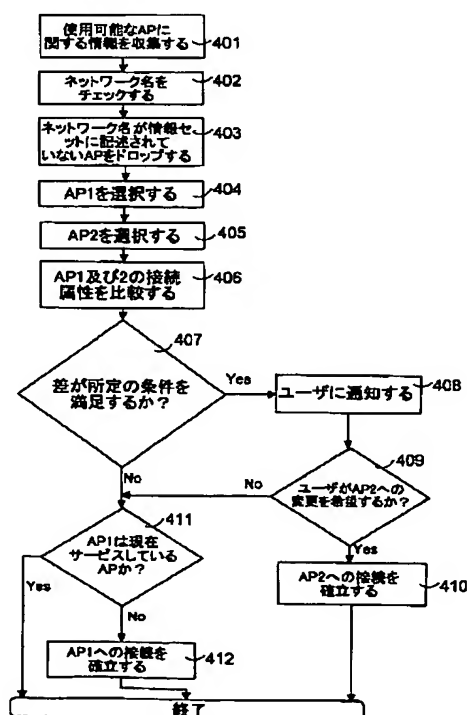 使用可能なAPに
関する情報を収集する
401
ネットワーク名を
チェックする
402
ネットワーク名が情報セッ
トに記述されて
いないAPをドロップする
403
AP1を選択する
404
AP2を選択する
405
AP1及び2の接続
属性を比較する
406
407
差が所定の条件を
満足するか?
Yes
No
ユーザに通知する
408
409
ユーザがAP2への
変更を希望するか?
No
Yes
AP2への接続を
確立する
410
411
AP1は現在
サービスしている
APか?
Yes
No
AP1への接続を
確立する
412
終了